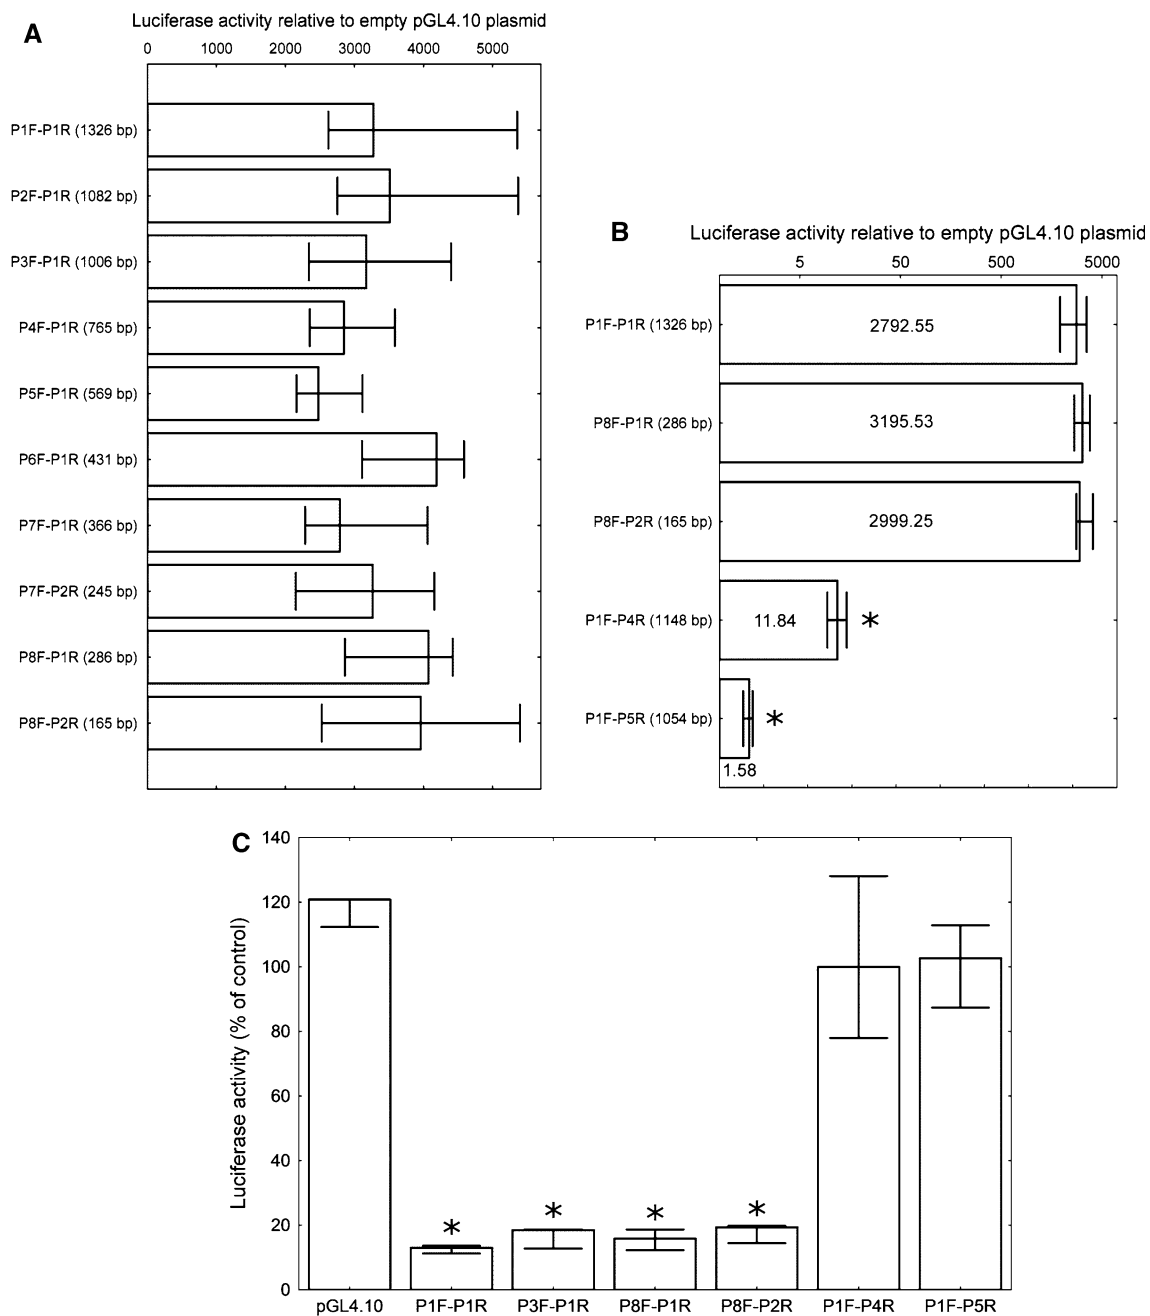 A
Luciferase activity relative to empty pGL4.10 plasmid
0 1000 2000 3000 4000 5000
P1F-P1R (1326 bp)
P2F-P1R (1082 bp)
P3F-P1R (1006 bp)
P4F-P1R (765 bp)
P5F-P1R (569 bp)
P6F-P1R (431 bp)
P7F-P1R (366 bp)
P7F-P2R (245 bp)
P8F-P1R (286 bp)
P8F-P2R (165 bp)
B
Luciferase activity relative to empty pGL4.10 plasmid
5 50 500 5000
P1F-P1R (1326 bp) 2792.55
P8F-P1R (286 bp) 3195.53
P8F-P2R (165 bp) 2999.25
P1F-P4R (1148 bp) 11.84 *
P1F-P5R (1054 bp) *
1.58
C
Luciferase activity (% of control)
140
120
100
80
60
40
20
0
* * * *
pGL4.10 P1F-P1R P3F-P1R P8F-P1R P8F-P2R P1F-P4R P1F-P5R